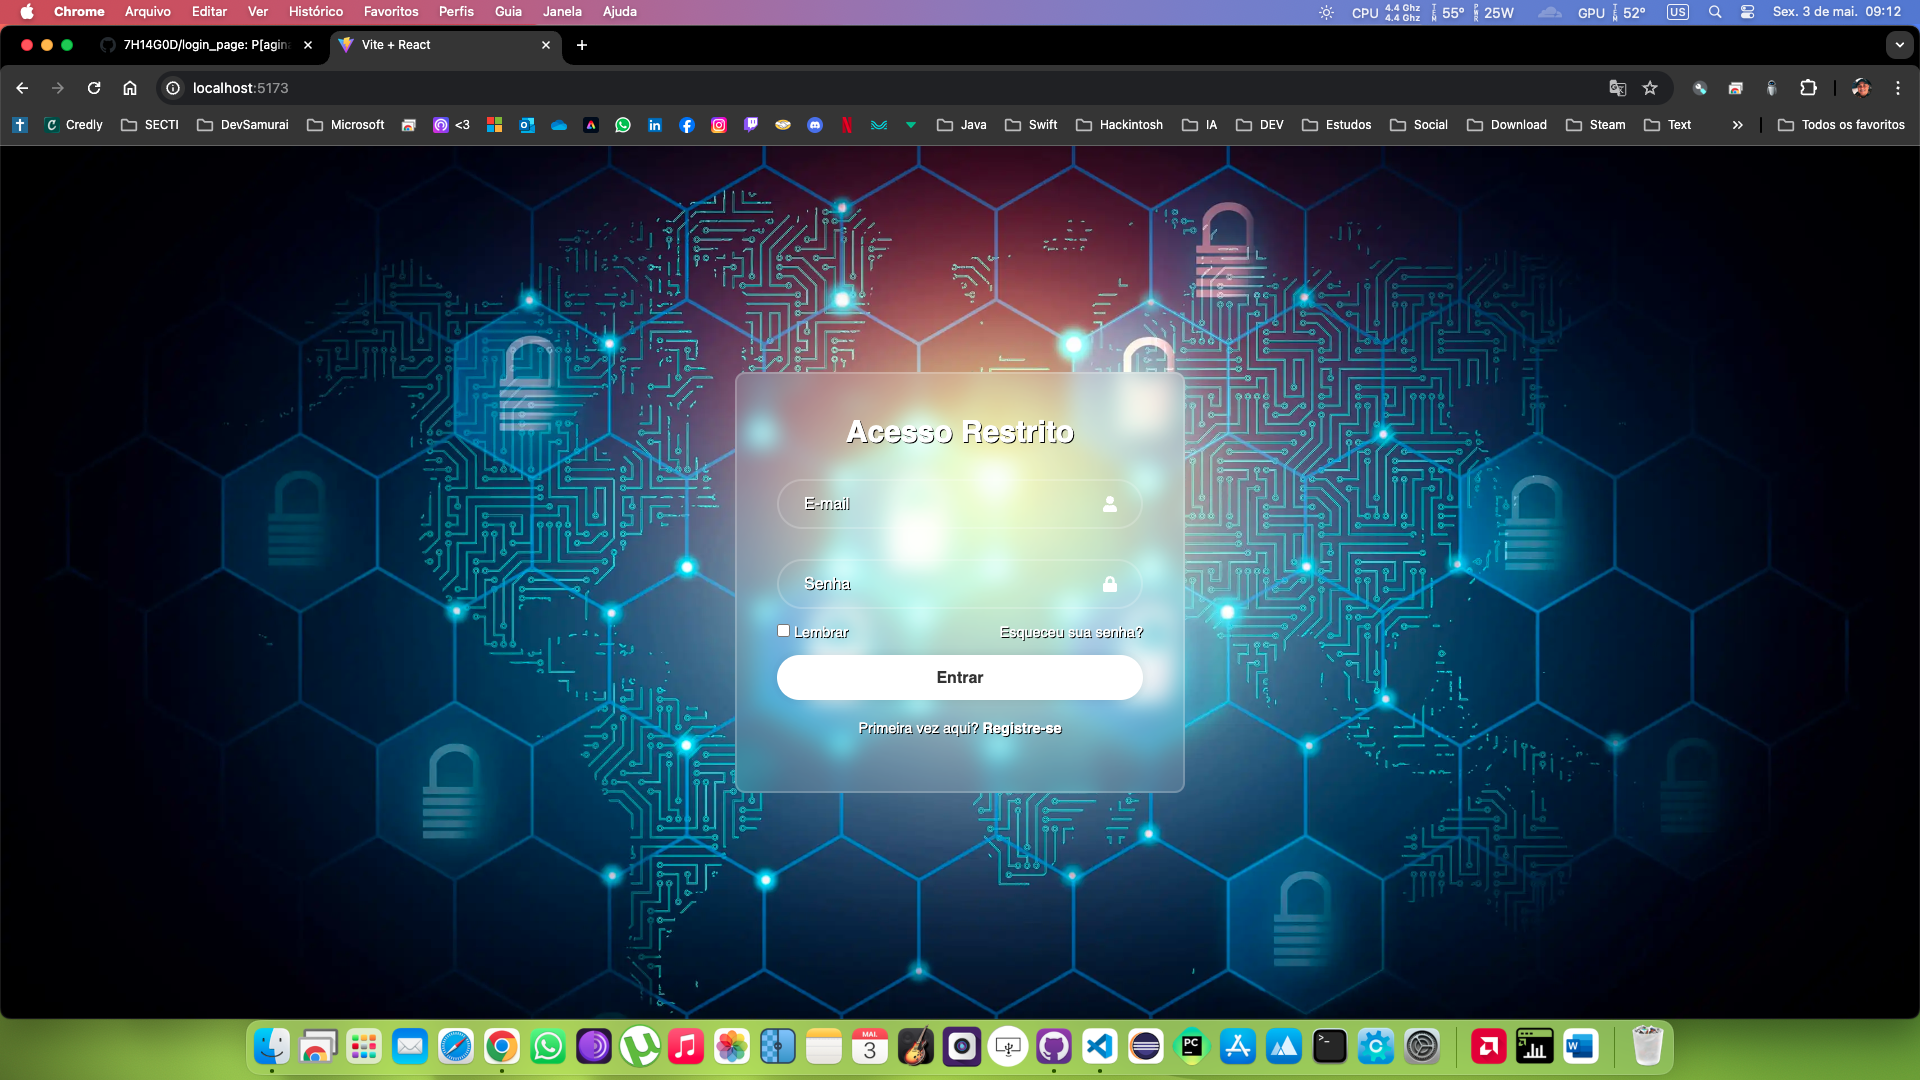 Chrome Arquivo Editar Ver Histórico Favoritos Perfis Guia Janela Ajuda CPU 4.4 Ghz 4.4 Ghz 55° 25W GPU 52° US Sex. 3 de mai. 09:12
7H14G0D/login_page: P[agin Vite + React
localhost:5173
Credly SECTI DevSamurai Microsoft <3 Java Swift Hackintosh IA DEV Estudos Social Download Steam Text Todos os favoritos
Acesso Restrito
E-mail
Senha
Lembrar Esqueceu sua senha?
Entrar
Primeira vez aqui? Registre-se
MAI.
3
PC
W